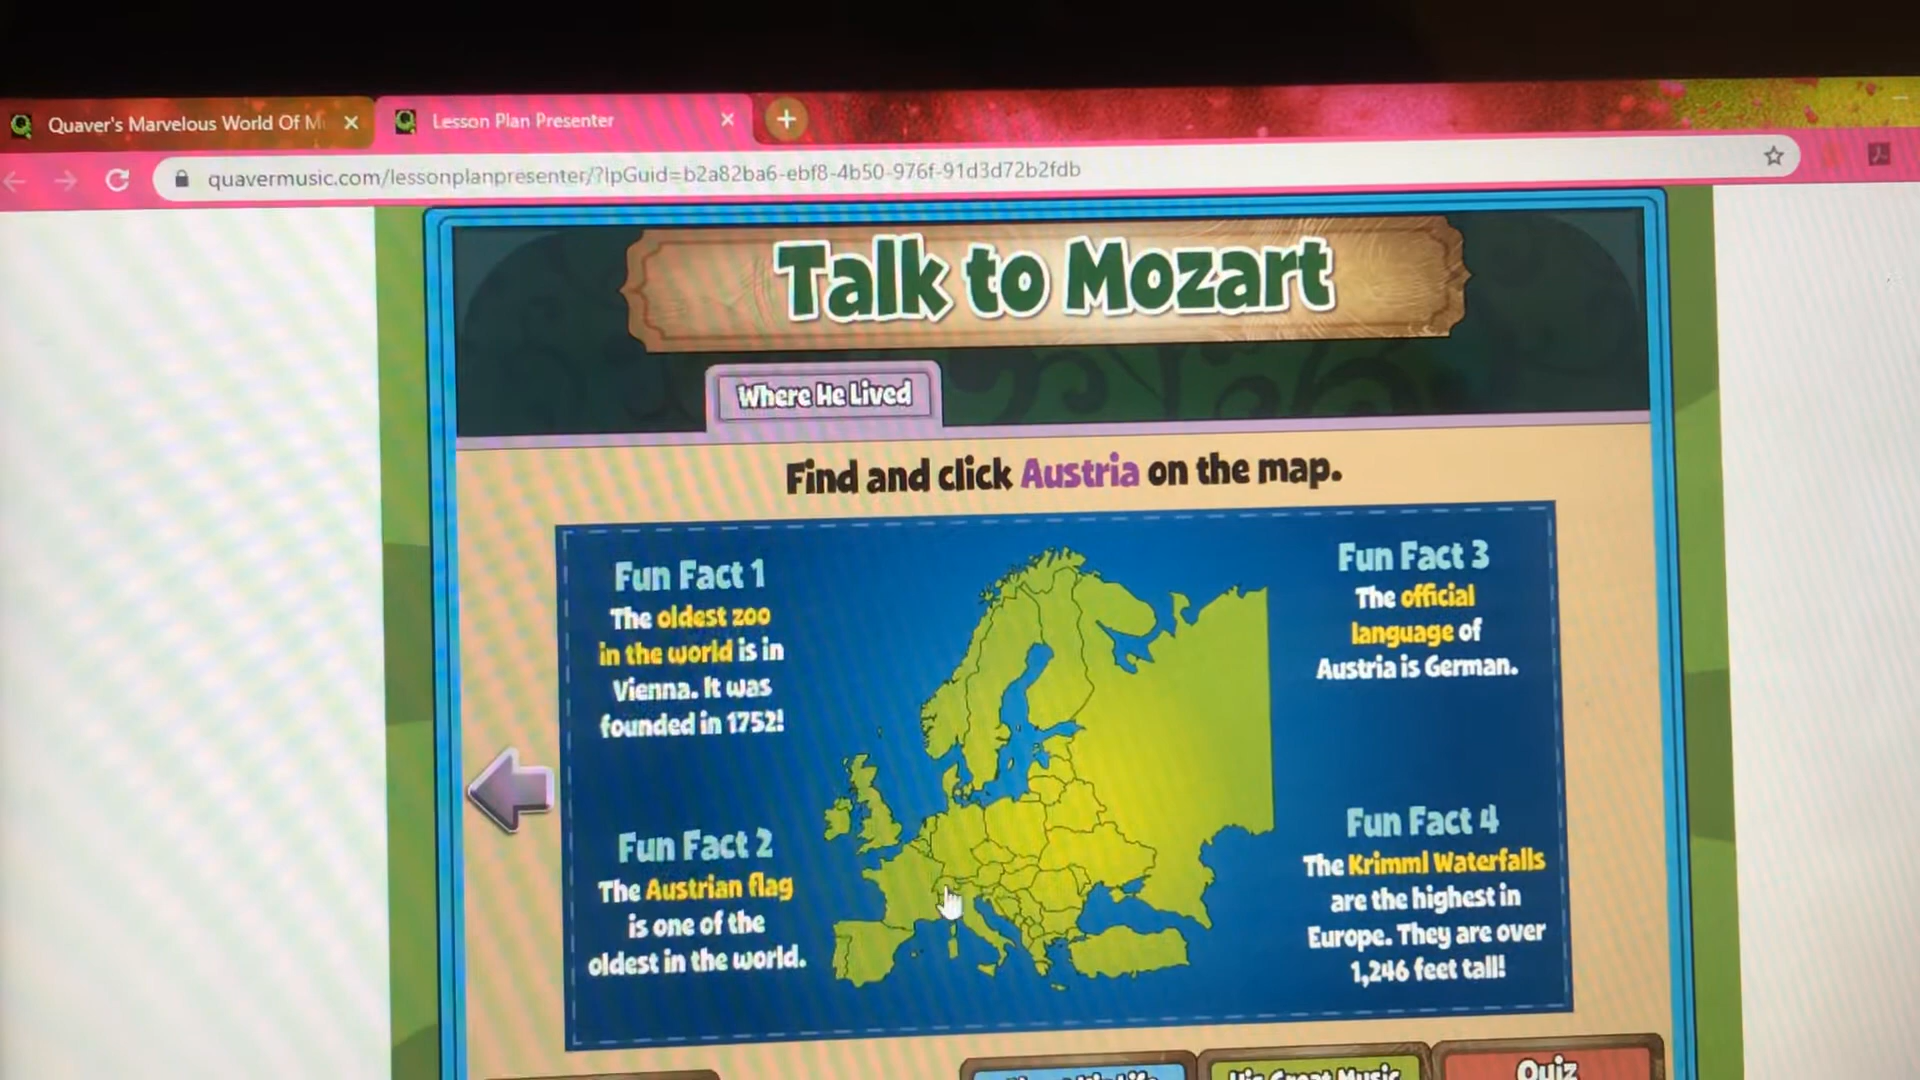 Quaver's Marvelous World Of M
Lesson Plan Presenter
quavermusic.com/lessonplanpresenter/?lpGuid=b2a82ba6-ebf8-4b50-976f-91d3d72b2fdb
Talk to Mozart
Where He Lived
Find and click Austria on the map.
Fun Fact 1
The oldest zoo
in the world is in
Vienna. It was
founded in 1752!
Fun Fact 2
The Austrian flag
is one of the
oldest in the world.
Fun Fact 3
The official
language of
Austria is German.
Fun Fact 4
The Krimml Waterfalls
are the highest in
Europe. They are over
1,246 feet tall!
His Great Music
Quiz